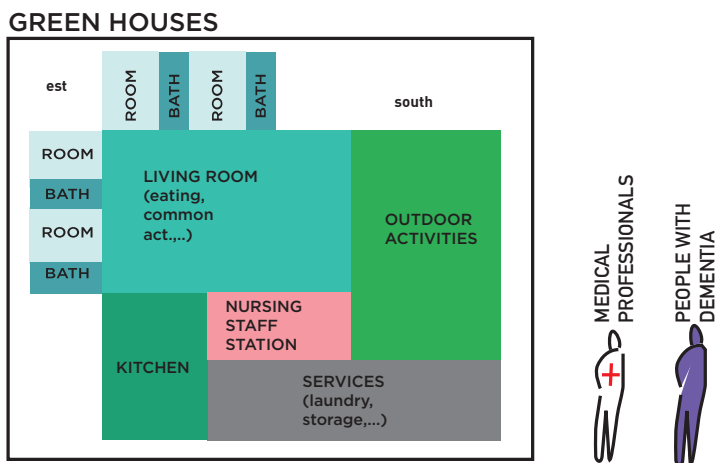 GREEN HOUSES
est
ROOM
BATH
ROOM
BATH
south
ROOM
BATH
ROOM
BATH
LIVING ROOM
(eating,
common
act.,..)
OUTDOOR
ACTIVITIES
NURSING
STAFF
STATION
KITCHEN
SERVICES
(laundry,
storage,...)
MEDICAL
PROFESSIONALS
PEOPLE WITH
DEMENTIA